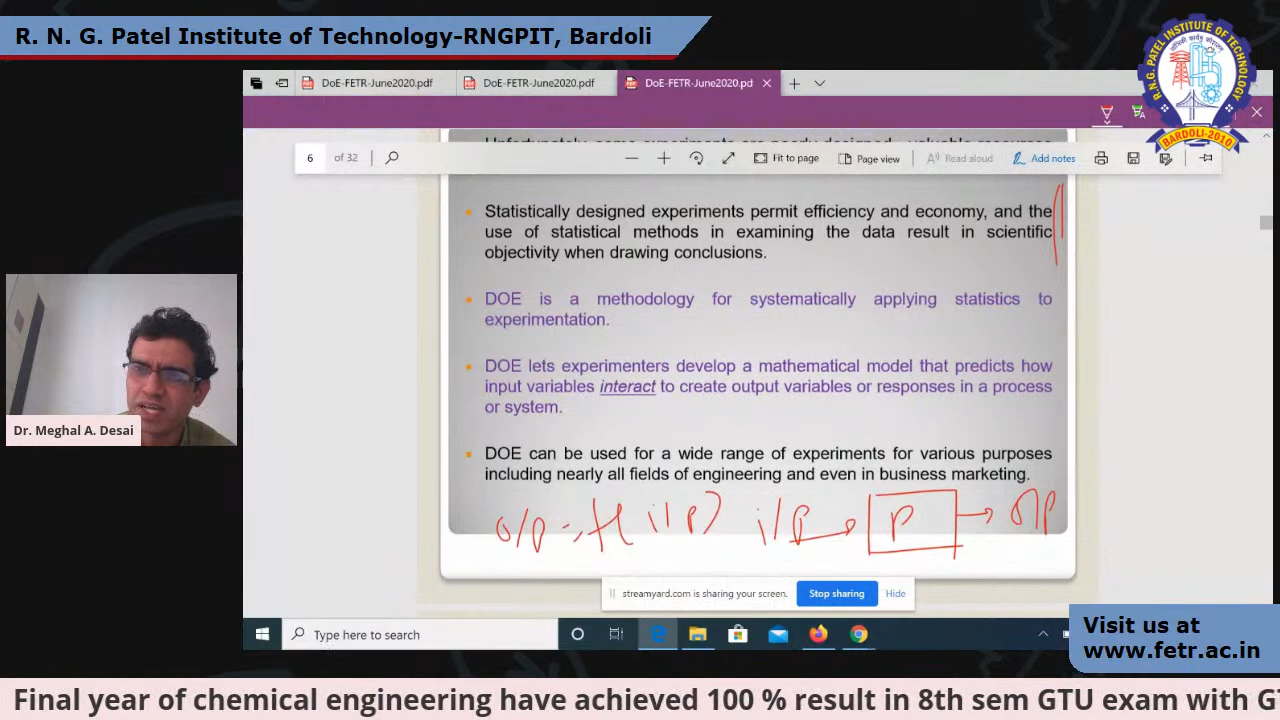 R. N. G. Patel Institute of Technology-RNGPIT, Bardoli
R. N. G. PATEL INSTITUTE OF TECHNOLOGY
BARDOLI-2010
DoE-FETR-June2020.pdf
DoE-FETR-June2020.pdf
DoE-FETR-June2020.pd
6 of 32
Fit to page
Page view
Read aloud
Add notes
Statistically designed experiments permit efficiency and economy, and the
use of statistical methods in examining the data result in scientific
objectivity when drawing conclusions.
DOE is a methodology for systematically applying statistics to
experimentation.
DOE lets experimenters develop a mathematical model that predicts how
input variables interact to create output variables or responses in a process
or system.
DOE can be used for a wide range of experiments for various purposes
including nearly all fields of engineering and even in business marketing.
o/p = f( i/p) i/p → P → o/p
Dr. Meghal A. Desai
streamyard.com is sharing your screen.
Stop sharing
Hide
Type here to search
Visit us at
www.fetr.ac.in
Final year of chemical engineering have achieved 100 % result in 8th sem GTU exam with G